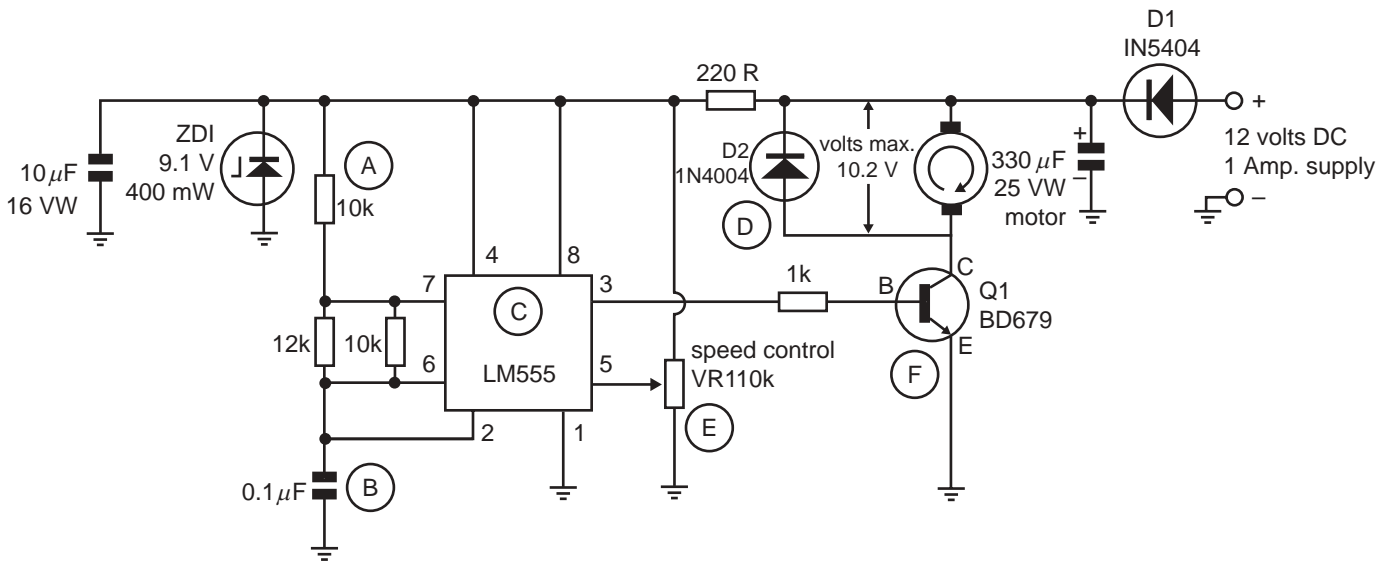 D1
IN5404
220 R
ZDI
9.1 V
400 mW
A
10µF
16 VW
10k
D2
1N4004
D
volts max.
10.2 V
330 µF
25 VW
motor
+
−
+
12 volts DC
1 Amp. supply
−
4
8
7
3
C
12k
10k
6
5
LM555
2
1
1k
B
C
Q1
BD679
E
F
speed control
VR110k
E
0.1µF
B